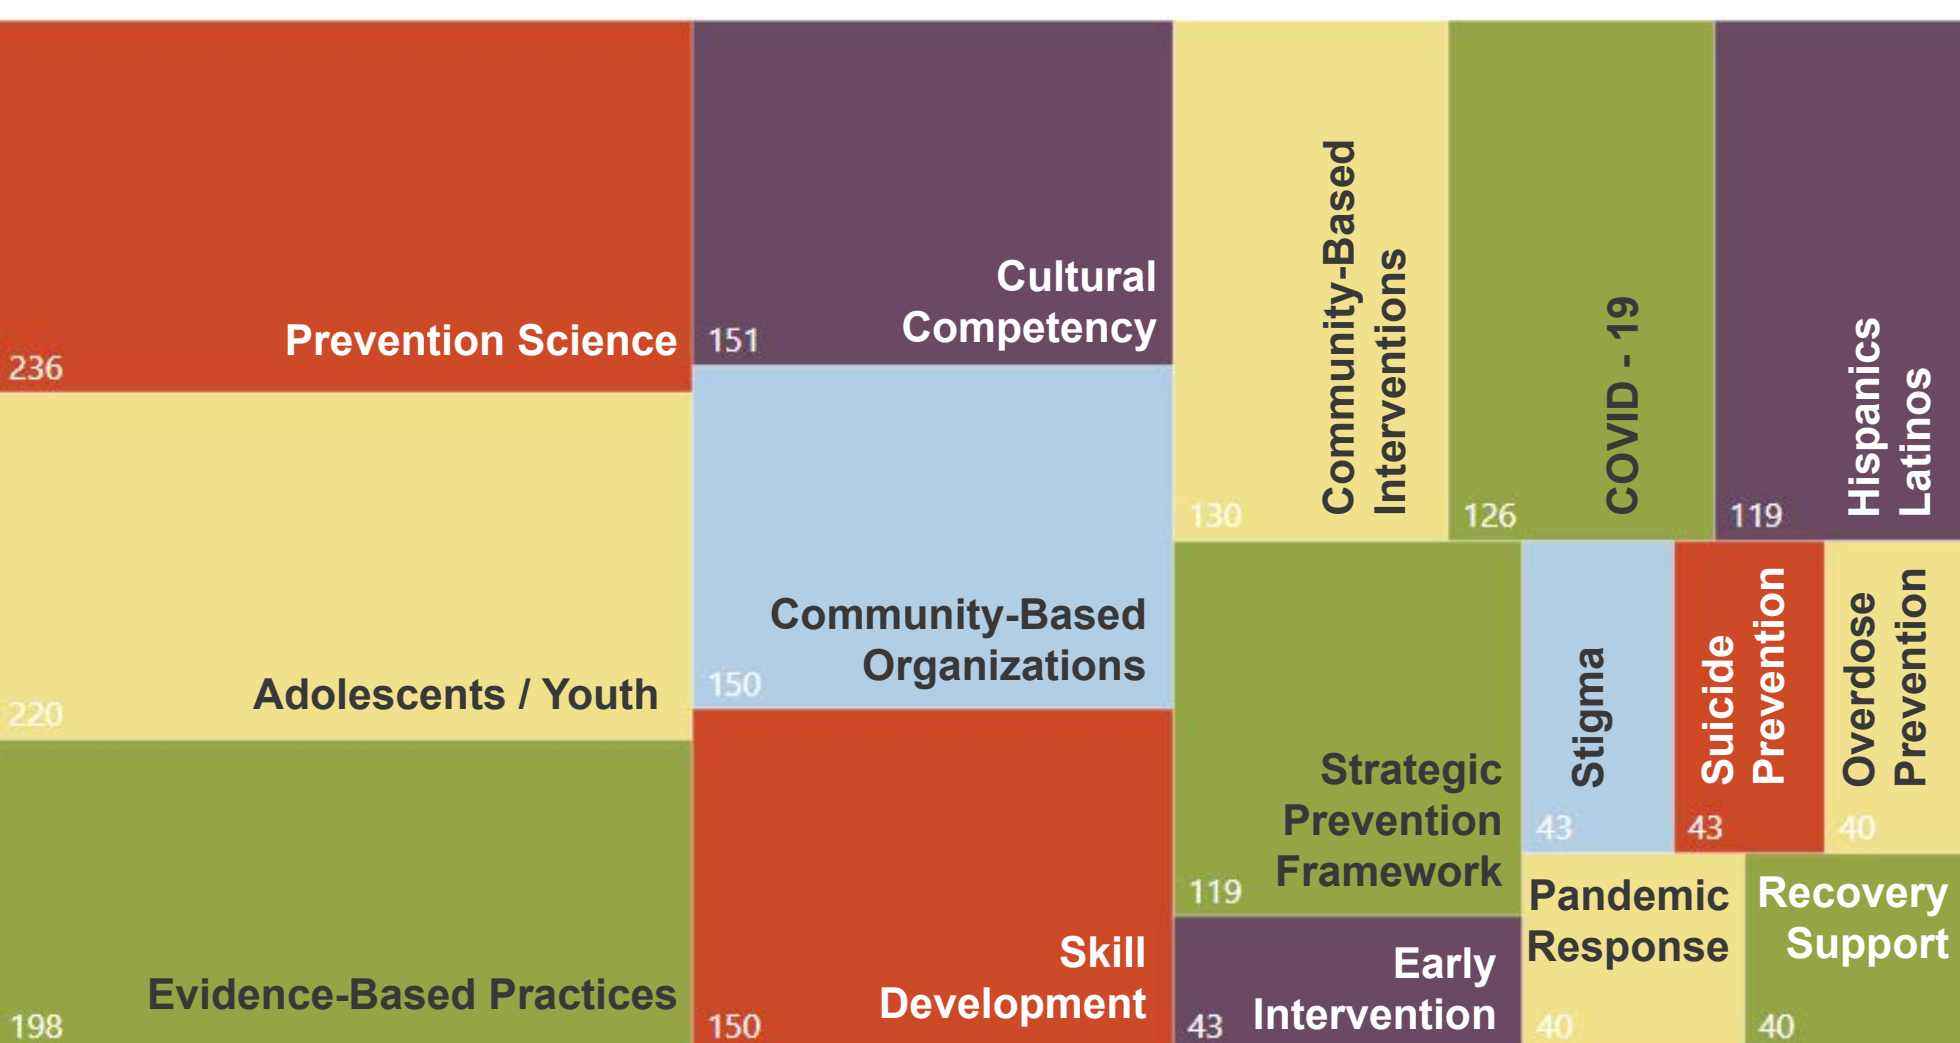 Prevention Science
236
Adolescents / Youth
220
Evidence-Based Practices
198
Cultural
Competency
151
Community-Based
Organizations
150
Skill
Development
150
Community-Based
Interventions
130
COVID - 19
126
Hispanics
Latinos
119
Strategic
Prevention
Framework
119
Early
Intervention
43
Stigma
43
Suicide
Prevention
43
Overdose
Prevention
40
Pandemic
Response
40
Recovery
Support
40